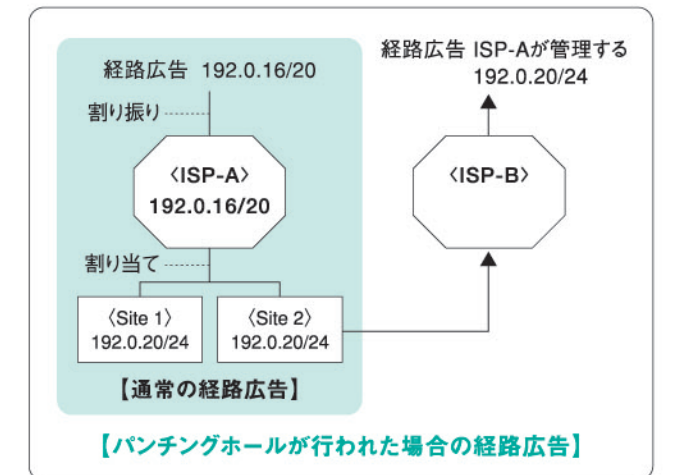 経路広告 192.0.16/20
割り振り
〈ISP-A〉
192.0.16/20
割り当て
〈Site 1〉
192.0.20/24
〈Site 2〉
192.0.20/24
【通常の経路広告】
経路広告 ISP-Aが管理する
192.0.20/24
〈ISP-B〉
【パンチングホールが行われた場合の経路広告】